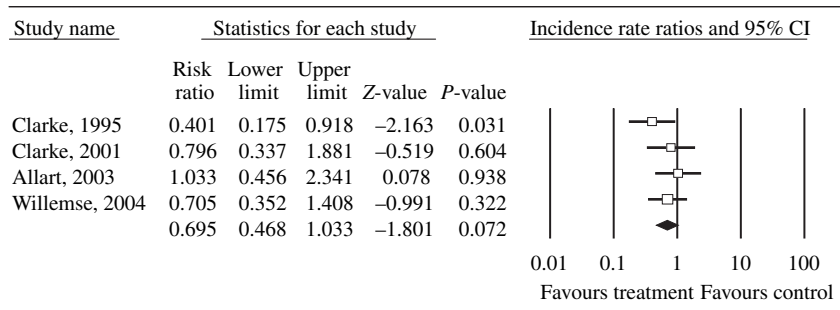 Study name Statistics for each study Incidence rate ratios and 95% CI
Risk Lower Upper
ratio limit limit Z-value P-value
Clarke, 1995 0.401 0.175 0.918 –2.163 0.031
Clarke, 2001 0.796 0.337 1.881 –0.519 0.604
Allart, 2003 1.033 0.456 2.341 0.078 0.938
Willemse, 2004 0.705 0.352 1.408 –0.991 0.322
0.695 0.468 1.033 –1.801 0.072
0.01 0.1 1 10 100
Favours treatment Favours control